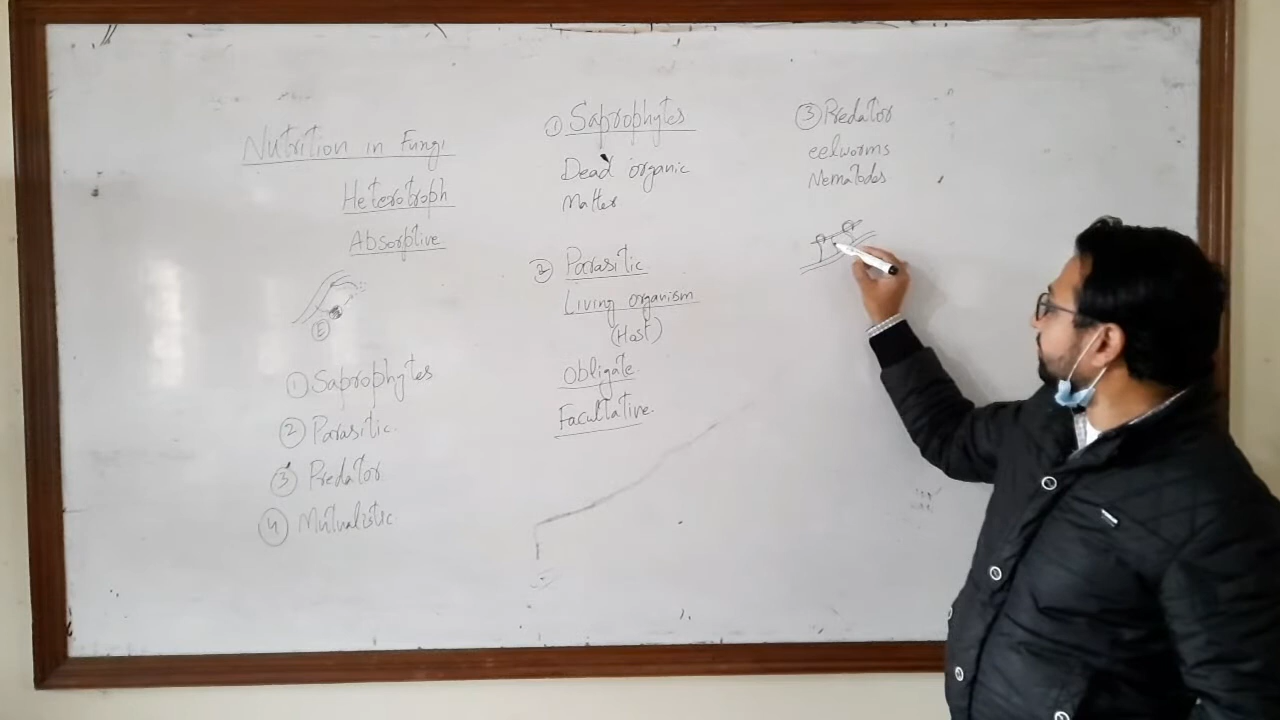 Nutrition in Fungi
Heterotroph
Absorptive
E
① Saprophytes
② Parasitic
③ Predator
④ Mutualistic
① Saprophytes
Dead organic
Matter
② Parasitic
Living organism
(Host)
Obligate
Facultative
③ Predator
eelworms
Nematodes